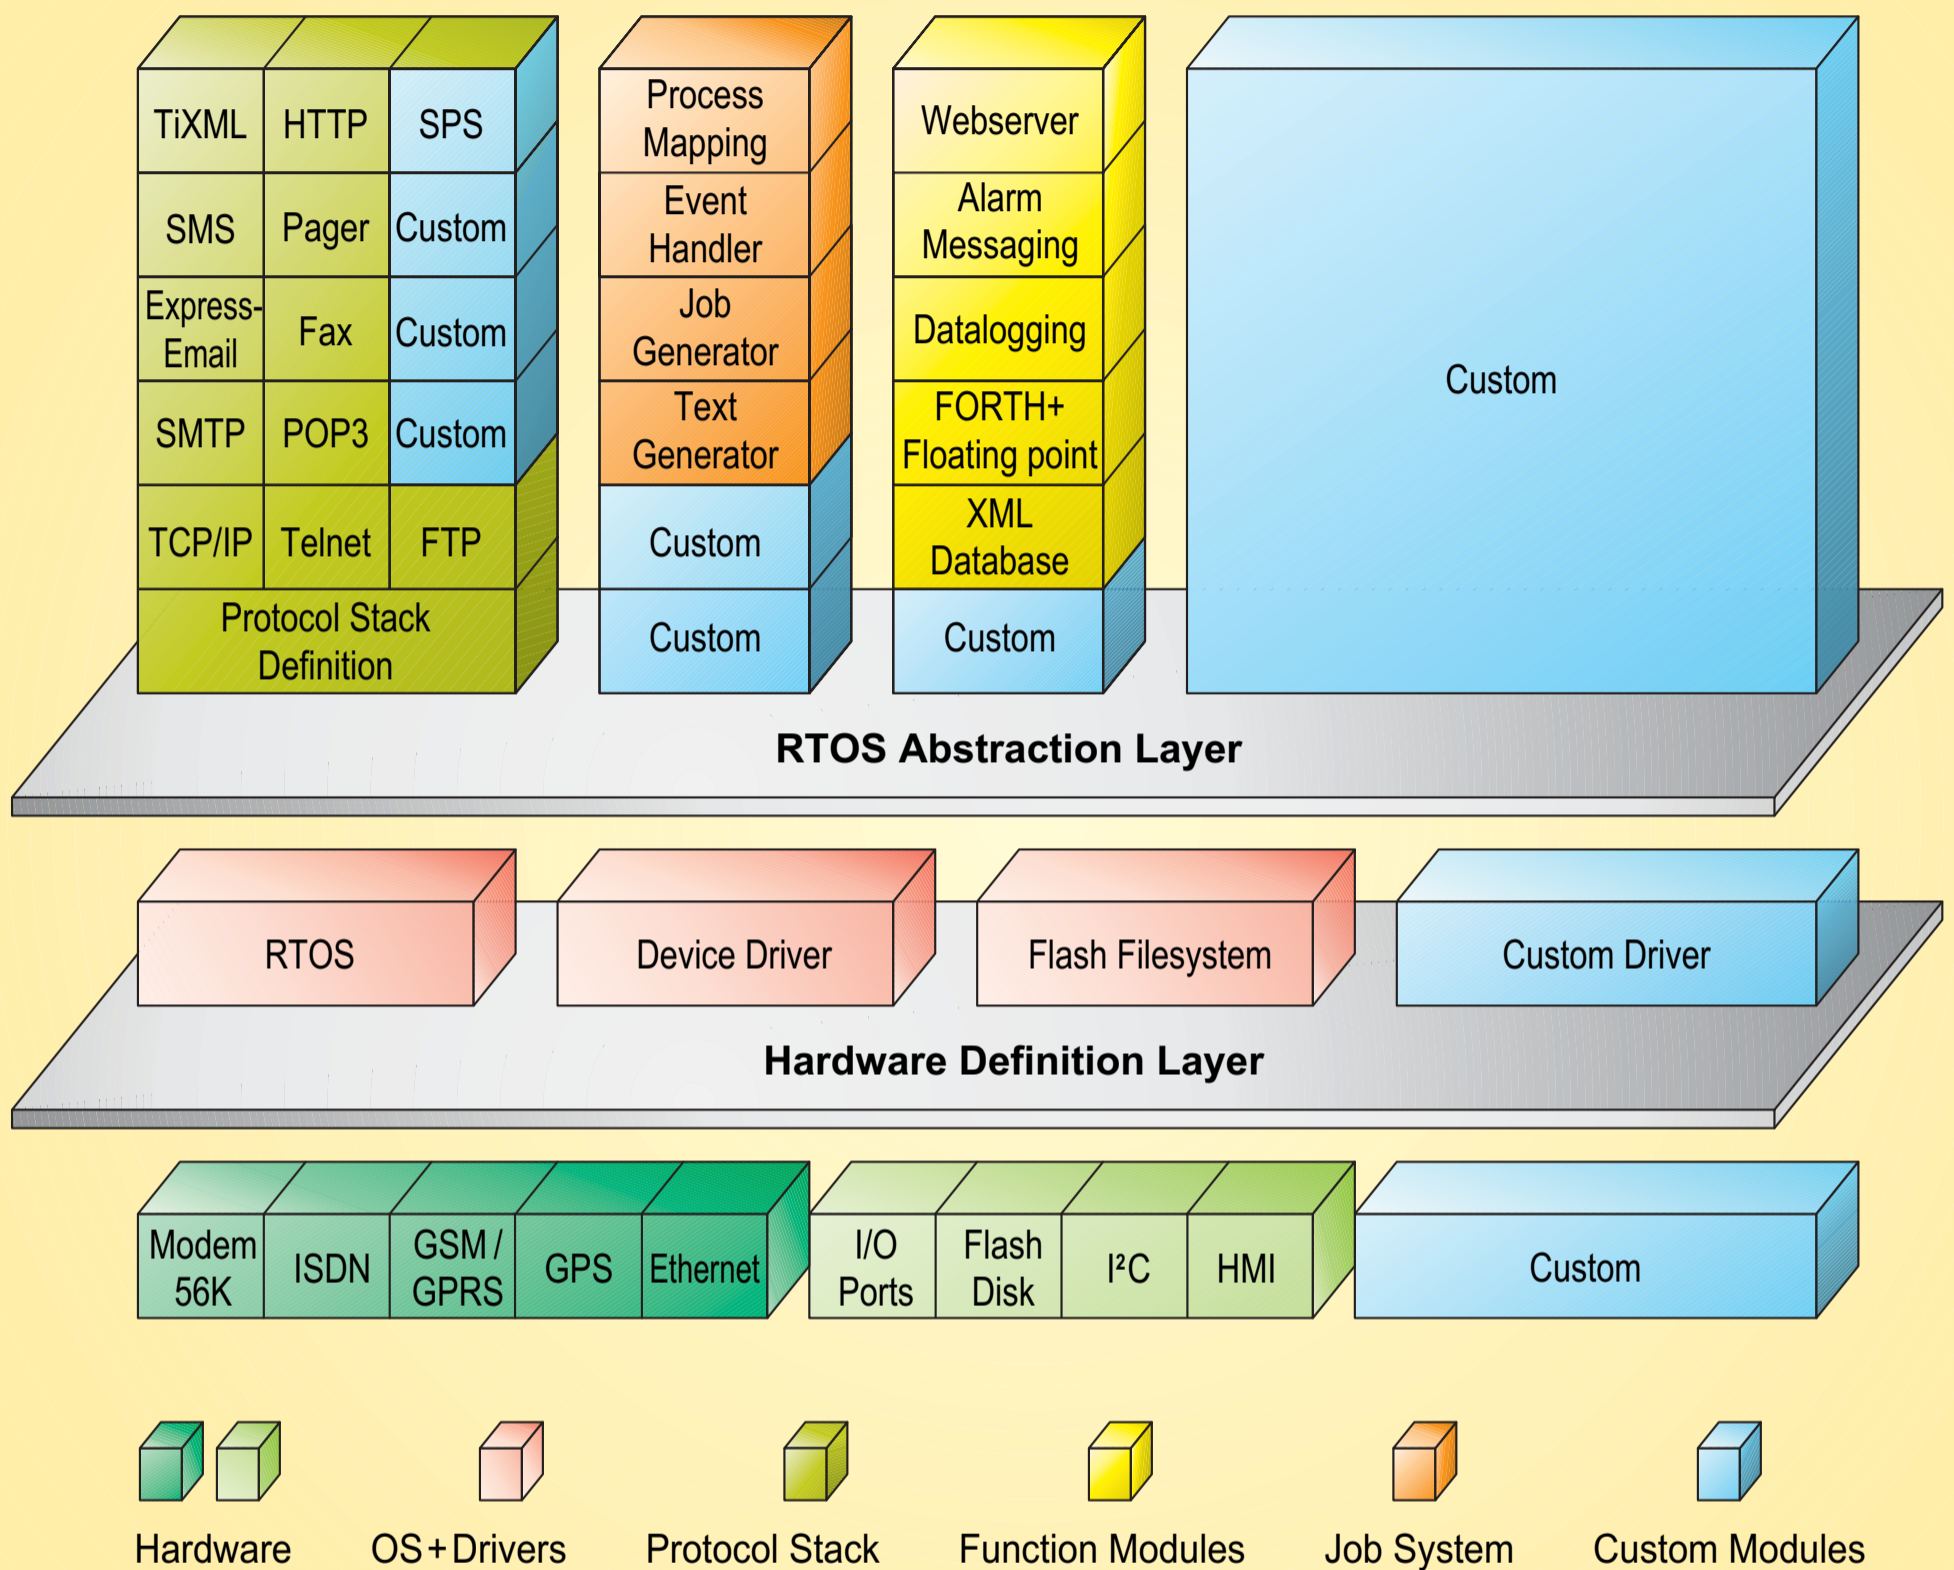 TiXML HTTP SPS
SMS Pager Custom
Express-
Email
Fax Custom
SMTP POP3 Custom
TCP/IP Telnet FTP
Protocol Stack
Definition
Process
Mapping
Event
Handler
Job
Generator
Text
Generator
Custom
Custom
Webserver
Alarm
Messaging
Datalogging
FORTH+
Floating point
XML
Database
Custom
Custom
RTOS Abstraction Layer
RTOS
Device Driver
Flash Filesystem
Custom Driver
Hardware Definition Layer
Modem
56K
ISDN
GSM /
GPRS
GPS
Ethernet
I/O
Ports
Flash
Disk
I²C
HMI
Custom
Hardware
OS+Drivers
Protocol Stack
Function Modules
Job System
Custom Modules